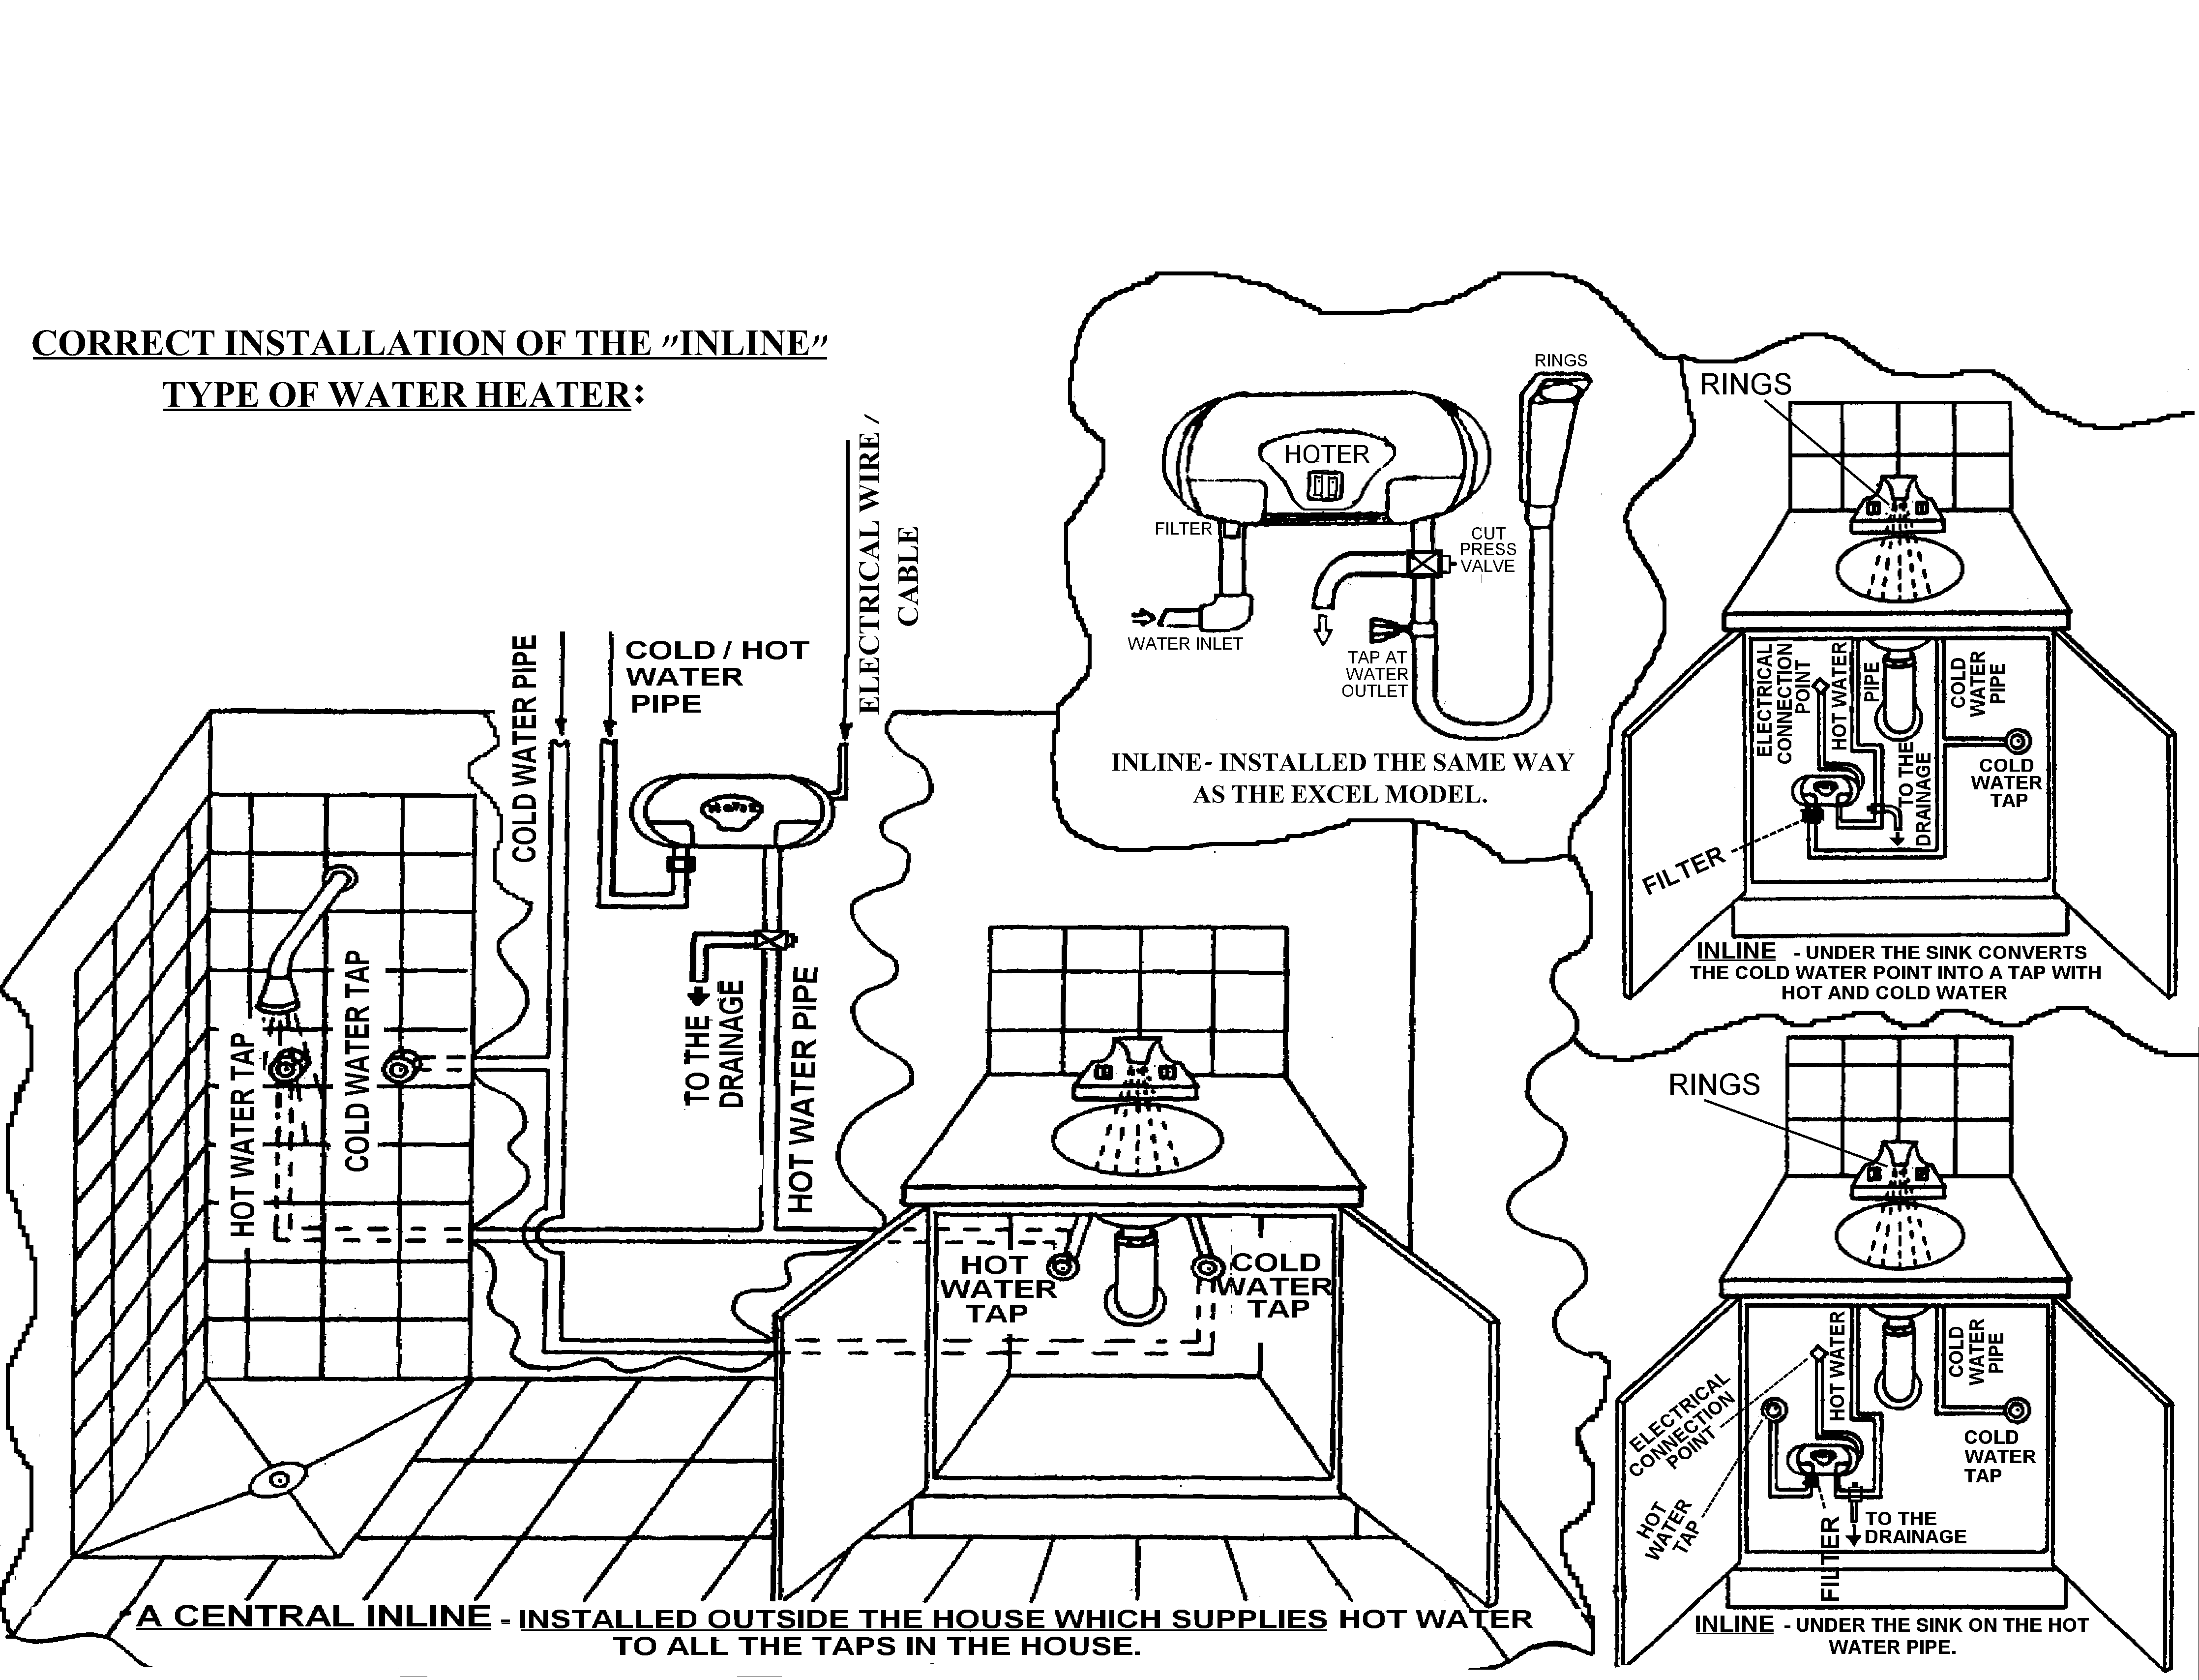 CORRECT INSTALLATION OF THE "INLINE"
TYPE OF WATER HEATER:
ELECTRICAL WIRE /
CABLE
COLD WATER PIPE
COLD / HOT
WATER
PIPE
TO THE
DRAINAGE
HOT WATER PIPE
HOT WATER TAP
COLD WATER TAP
HOT
WATER
TAP
COLD
WATER
TAP
A CENTRAL INLINE - INSTALLED OUTSIDE THE HOUSE WHICH SUPPLIES HOT WATER
TO ALL THE TAPS IN THE HOUSE.
RINGS
HOTER
FILTER
CUT
PRESS
VALVE
WATER INLET
TAP AT
WATER
OUTLET
INLINE- INSTALLED THE SAME WAY
AS THE EXCEL MODEL.
RINGS
ELECTRICAL
CONNECTION
POINT
HOT WATER
PIPE
COLD
WATER
PIPE
TO THE
DRAINAGE
COLD
WATER
TAP
FILTER
INLINE - UNDER THE SINK CONVERTS
THE COLD WATER POINT INTO A TAP WITH
HOT AND COLD WATER
RINGS
HOT WATER
COLD
WATER
PIPE
ELECTRICAL
CONNECTION
POINT
COLD
WATER
TAP
HOT
WATER
TAP
FILTER
TO THE
DRAINAGE
INLINE - UNDER THE SINK ON THE HOT
WATER PIPE.